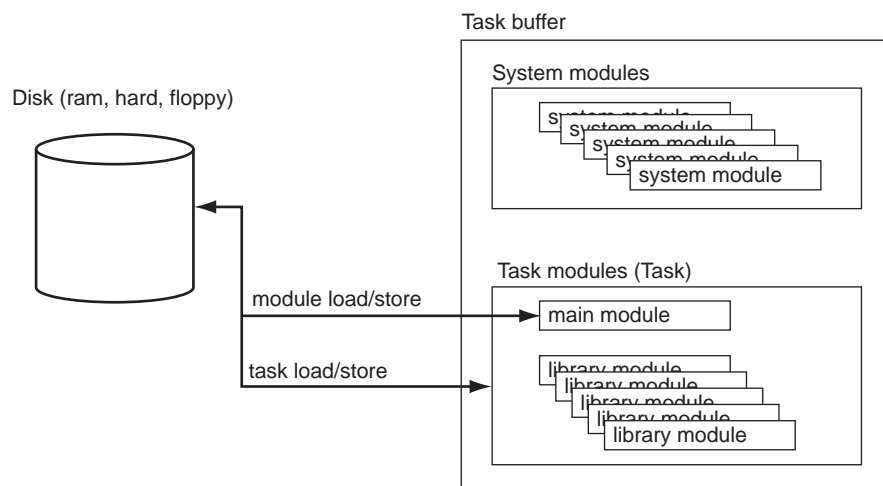 Task buffer
System modules
Disk (ram, hard, floppy)
system module
system module
system module
system module
system module
Task modules (Task)
module load/store
main module
task load/store
library module
library module
library module
library module
library module